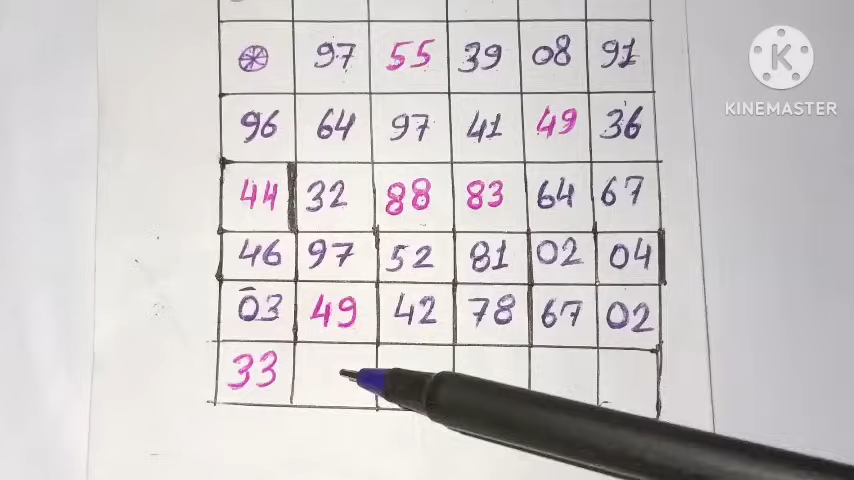 97 55 39 08 91
96 64 97 41 49 36
44 32 88 83 64 67
46 97 52 81 02 04
03 49 42 78 67 02
33
K
KINEMASTER